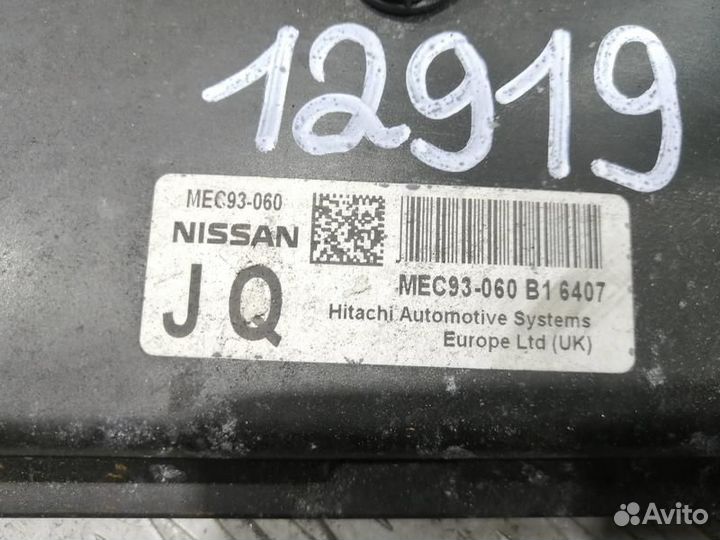 12919
MEC93-060
NISSAN
JQ
MEC93-060 B1 6407
Hitachi Automotive Systems
Europe Ltd (UK)
Avito